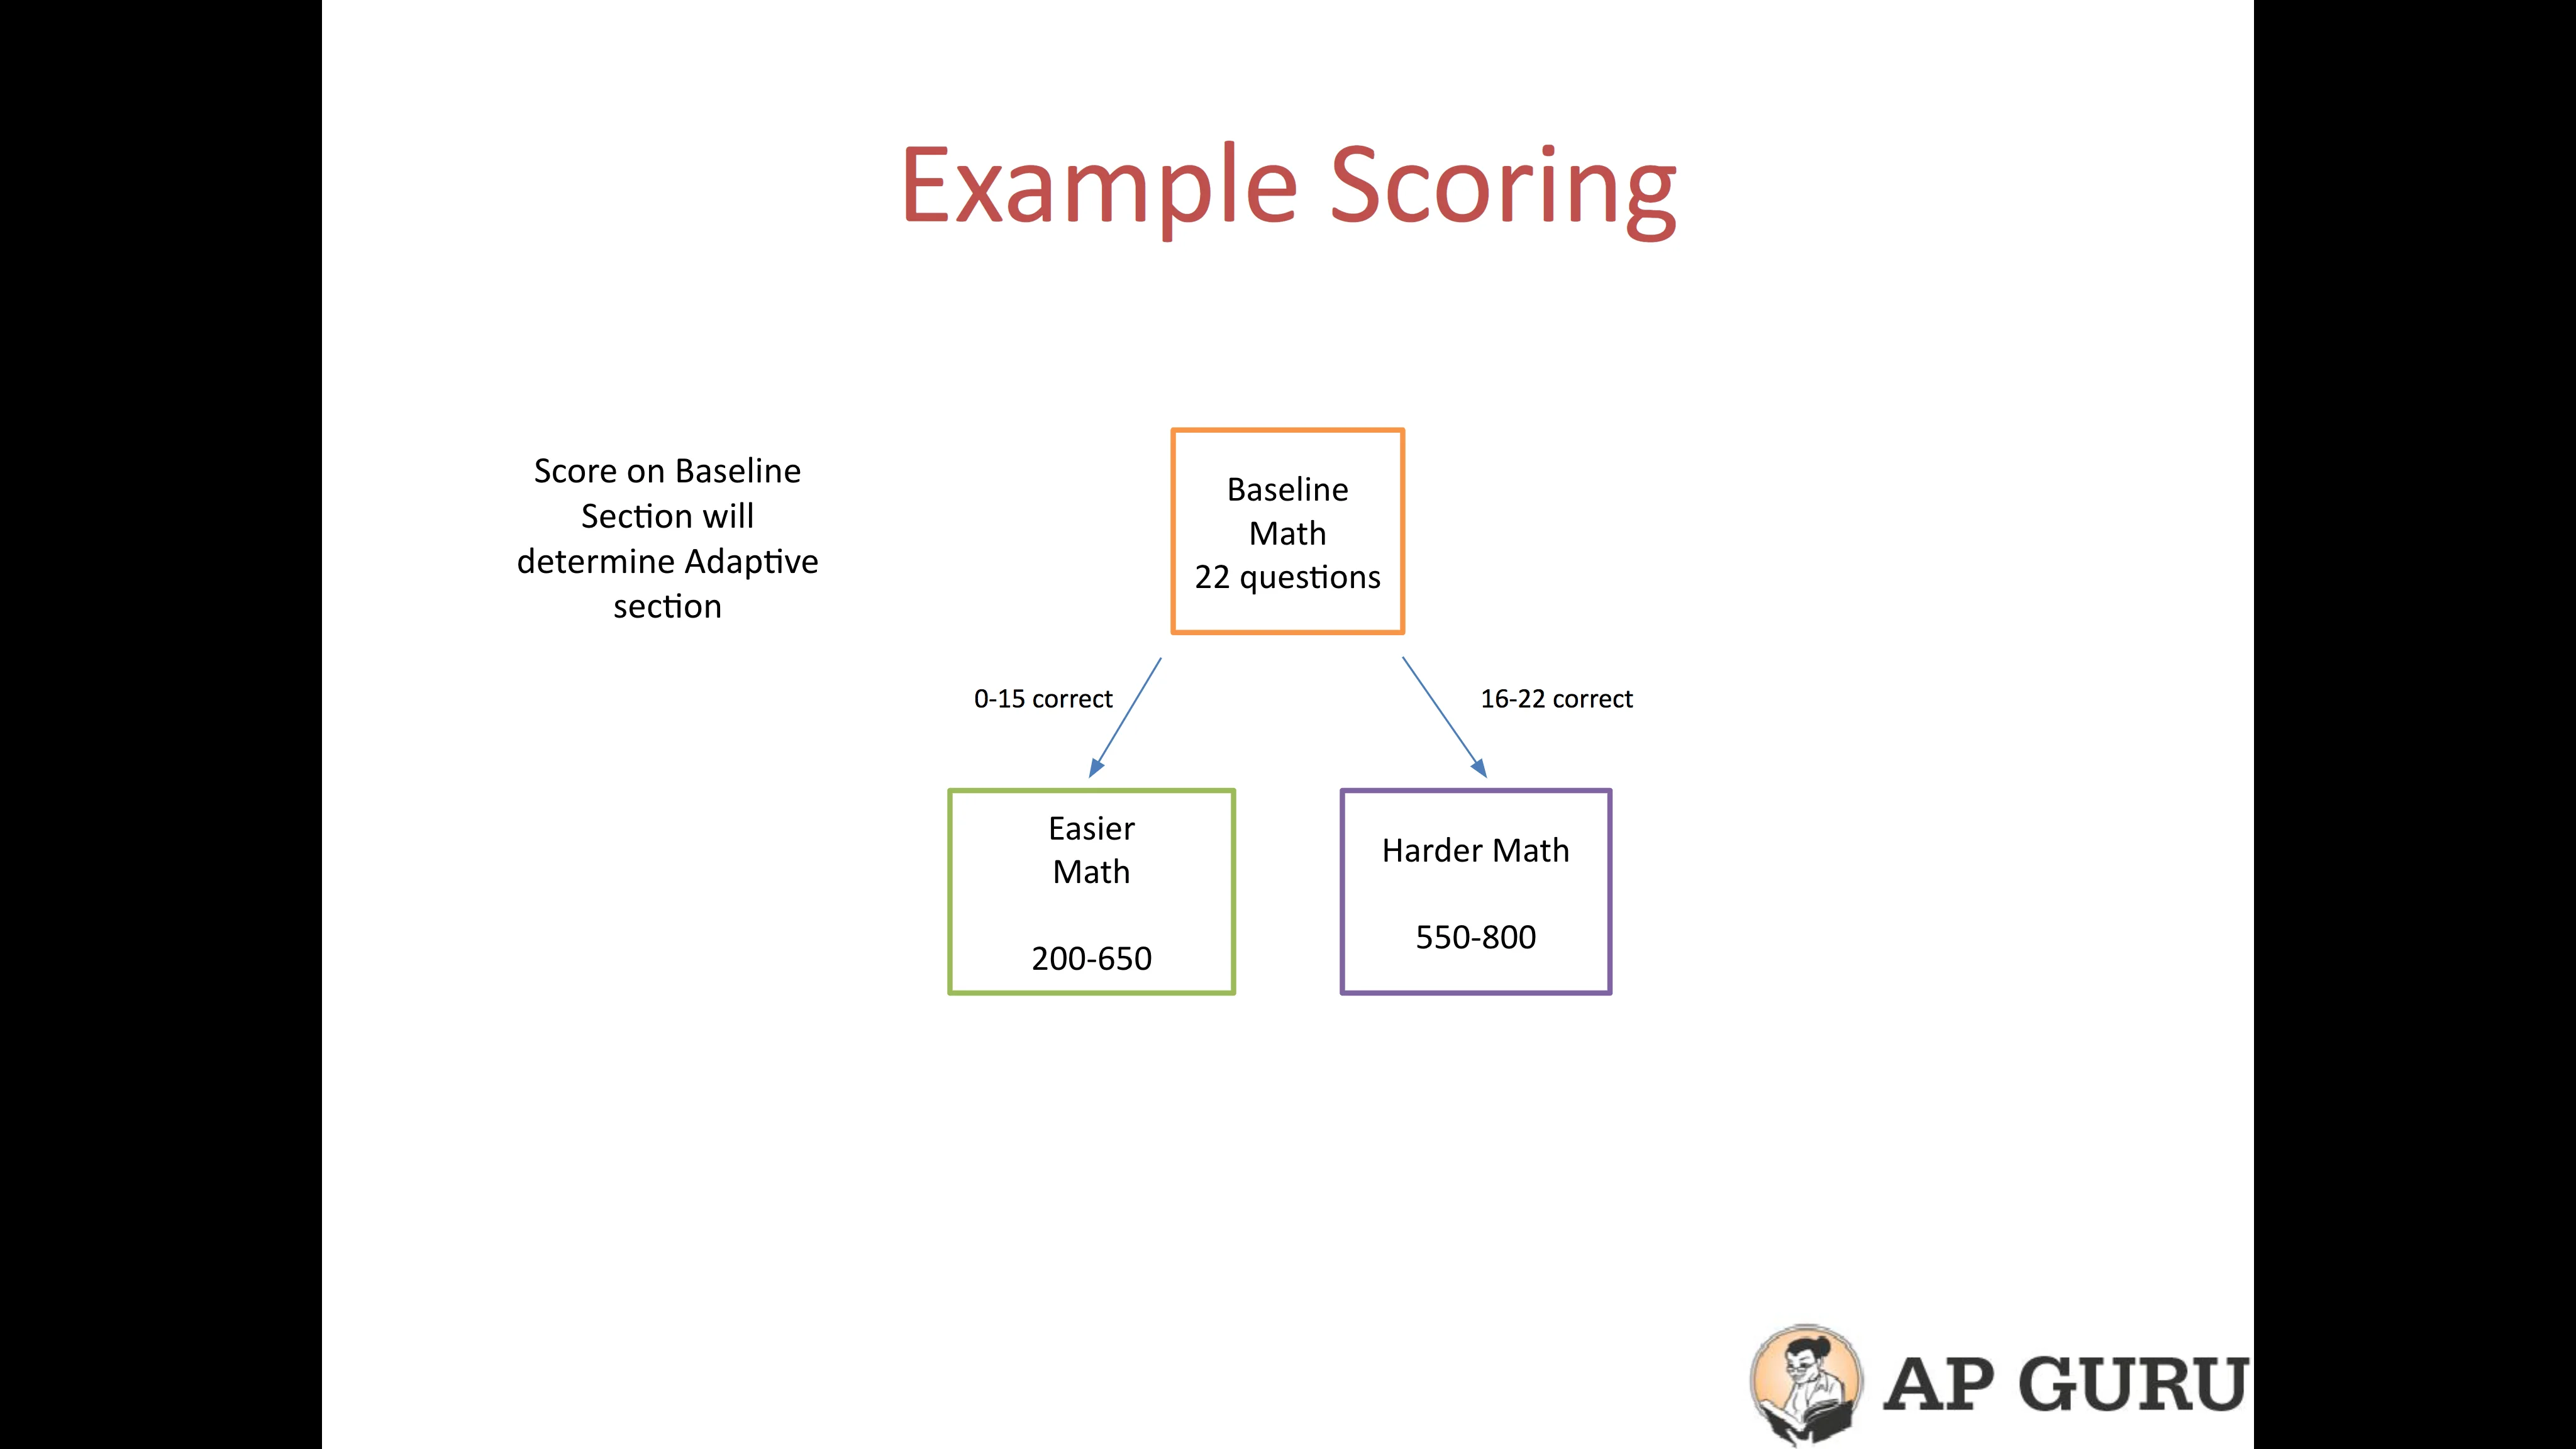 Example Scoring
Score on Baseline
Section will
determine Adaptive
section
Baseline
Math
22 questions
0-15 correct
16-22 correct
Easier
Math
200-650
Harder Math
550-800
AP GURU